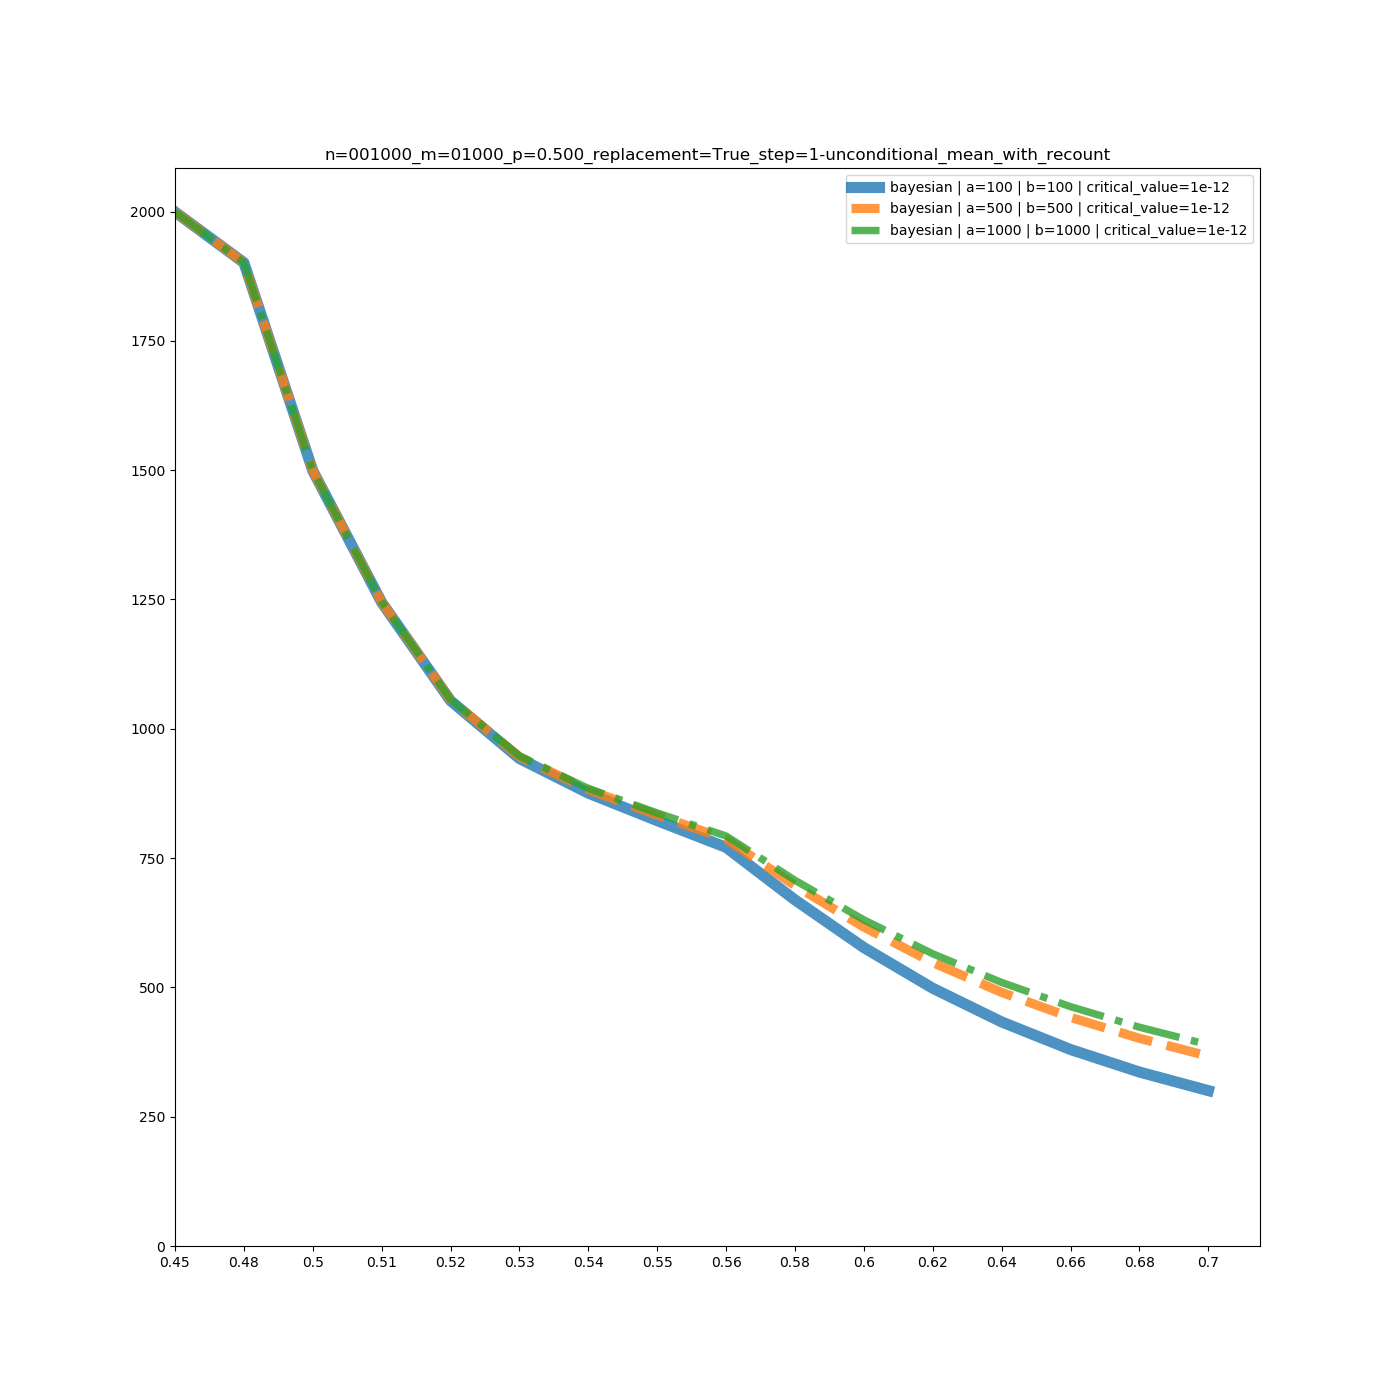 n=001000_m=01000_p=0.500_replacement=True_step=1-unconditional_mean_with_recount
bayesian | a=100 | b=100 | critical_value=1e-12
bayesian | a=500 | b=500 | critical_value=1e-12
bayesian | a=1000 | b=1000 | critical_value=1e-12
2000
1750
1500
1250
1000
750
500
250
0
0.45 0.48 0.5 0.51 0.52 0.53 0.54 0.55 0.56 0.58 0.6 0.62 0.64 0.66 0.68 0.7